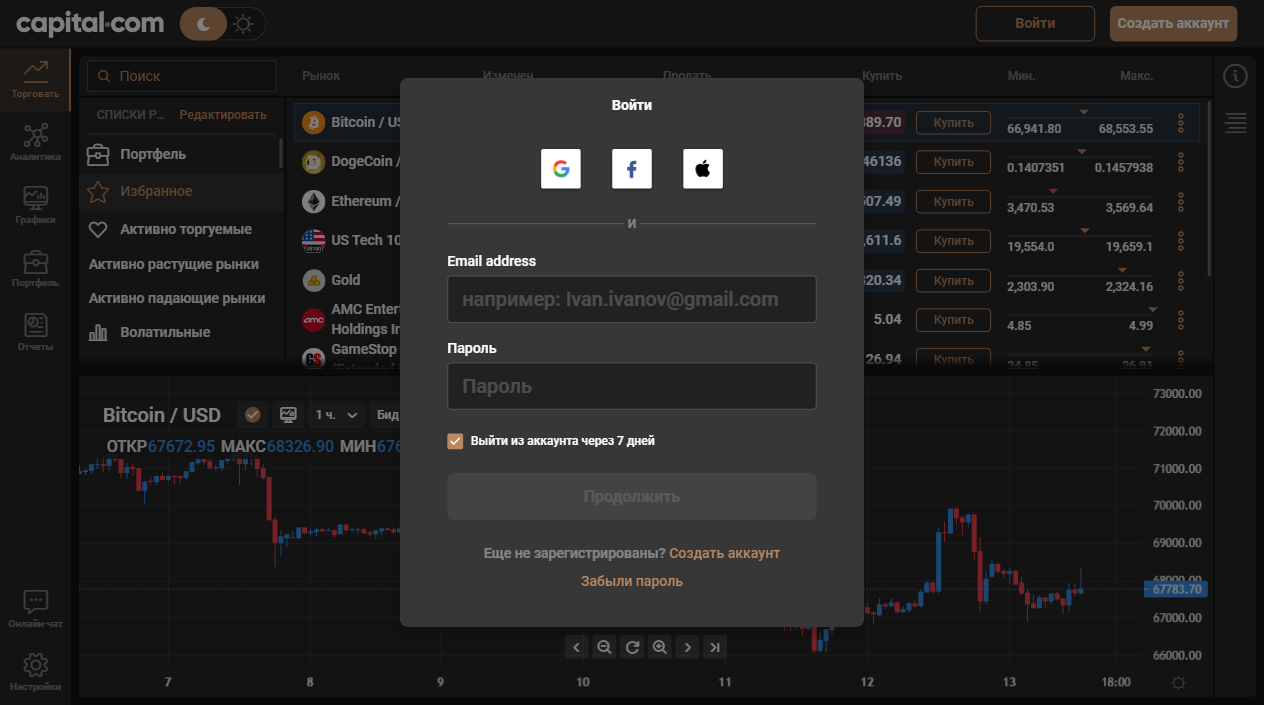 capital.com
Войти
Создать аккаунт
Торговать
Аналитика
Графики
Портфель
Отчеты
Онлайн-чат
Настройки
Поиск
СПИСКИ Р... Редактировать
Портфель
Избранное
Активно торгуемые
Активно растущие рынки
Активно падающие рынки
Волатильные
Рынок Изменен Продать Купить Мин. Макс.
Bitcoin / US 389.70 Купить 66,941.80 68,553.55
DogeCoin / 46136 Купить 0.1407351 0.1457938
Ethereum / 507.49 Купить 3,470.53 3,569.64
US Tech 10 ,611.6 Купить 19,554.0 19,659.1
Gold 320.34 Купить 2,303.90 2,324.16
AMC Enter
Holdings In 5.04 Купить 4.85 4.99
GameStop 26.94 Купить 24.85 26.91
(Extended
Войти
И
Email address
например: Ivan.ivanov@gmail.com
Пароль
Пароль
Выйти из аккаунта через 7 дней
Продолжить
Еще не зарегистрированы? Создать аккаунт
Забыли пароль
Bitcoin / USD 1 ч. Бид
ОТКР67672.95 МАКС68326.90 МИН676
73000.00
72000.00
71000.00
70000.00
69000.00
68000.00
67783.70
67000.00
66000.00
7 8 9 10 11 12 13 18:00